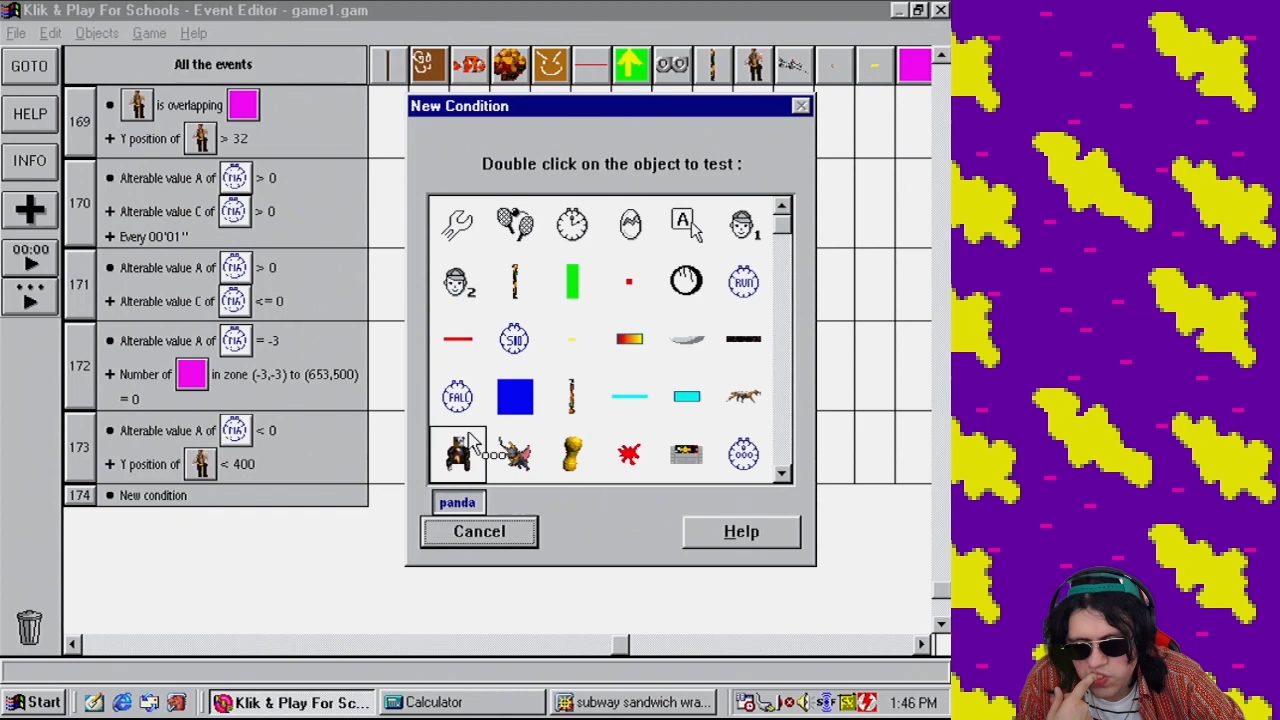 Klik & Play For Schools - Event Editor - game1.gam
File Edit Objects Game Help
GOTO
All the events
HELP
INFO
00:00
169
is overlapping
+ Y position of > 32
170
Alterable value A of > 0
+ Alterable value C of > 0
+ Every 00'01"
171
Alterable value A of > 0
+ Alterable value C of <= 0
172
Alterable value A of = -3
+ Number of in zone (-3,-3) to (653,500)
= 0
173
Alterable value A of < 0
+ Y position of < 400
174 New condition
New Condition
Double click on the object to test :
A 1
2 RUN
FALL
000
panda
Cancel Help
Start Klik & Play For Sc... Calculator subway sandwich wra... 1:46 PM